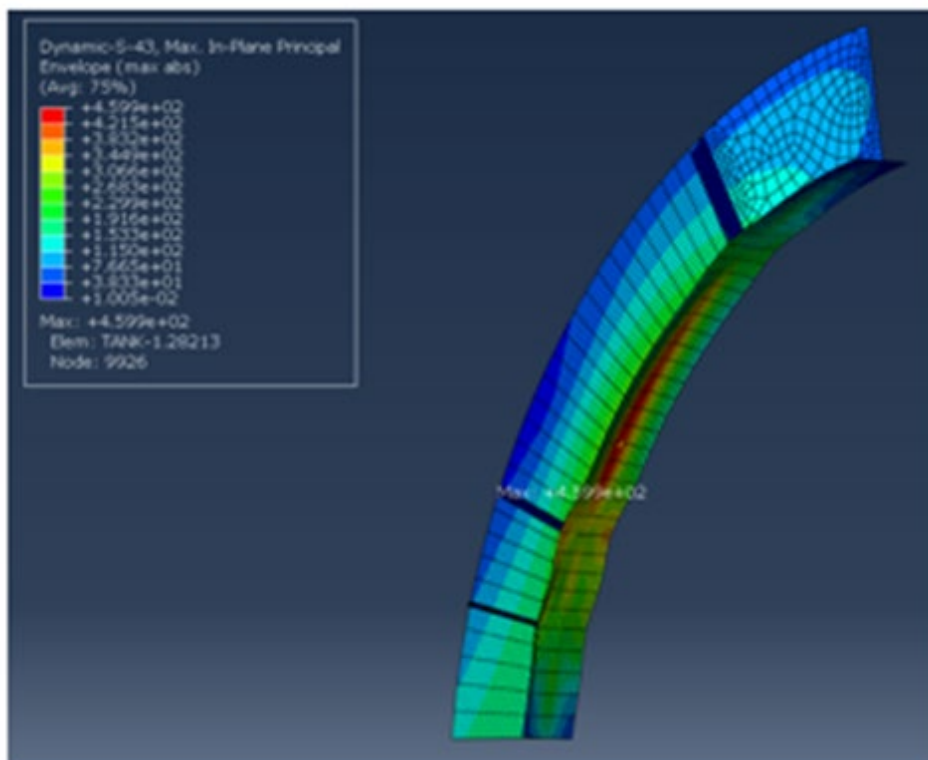 Dynamic-S-43, Max. In-Plane Principal
Envelope (max abs)
(Avg: 75%)
+4.599e+02
+4.215e+02
+3.832e+02
+3.449e+02
+3.066e+02
+2.683e+02
+2.299e+02
+1.916e+02
+1.533e+02
+1.150e+02
+7.665e+01
+3.833e+01
+1.005e-02
Max: +4.599e+02
Elem: TANK-1.28213
Node: 9926
Max: +4.599e+02